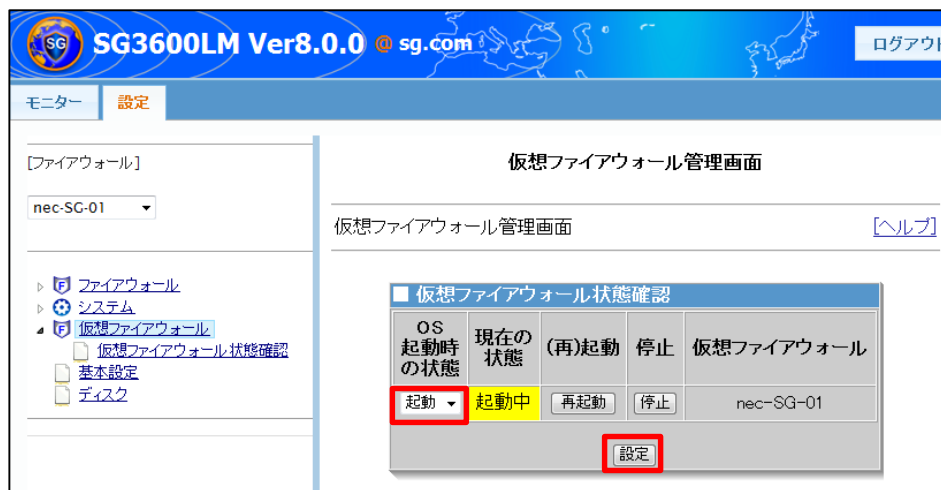 SG SG3600LM Ver8.0.0 @ sg.com
ログアウト
モニター 設定
[ファイアウォール]
nec-SG-01
ファイアウォール
システム
仮想ファイアウォール
仮想ファイアウォール状態確認
基本設定
ディスク
仮想ファイアウォール管理画面
仮想ファイアウォール管理画面 [ヘルプ]
■ 仮想ファイアウォール状態確認
OS起動時の状態 現在の状態 (再)起動 停止 仮想ファイアウォール
起動 起動中 再起動 停止 nec-SG-01
設定